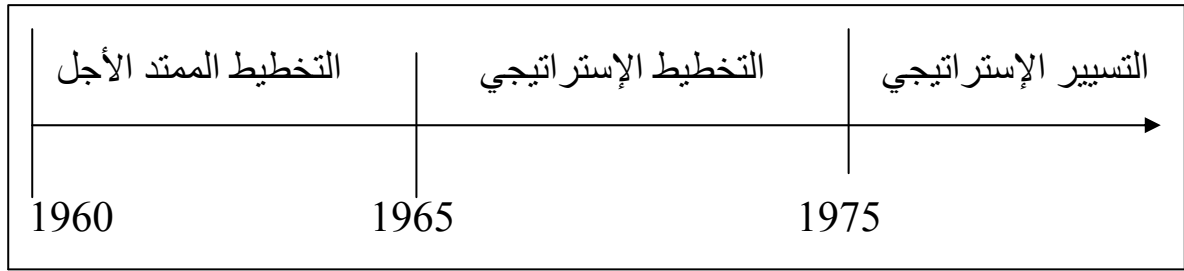 التخطيط الممتد الأجل
التخطيط الإستراتيجي
التسيير الإستراتيجي
1960
1965
1975